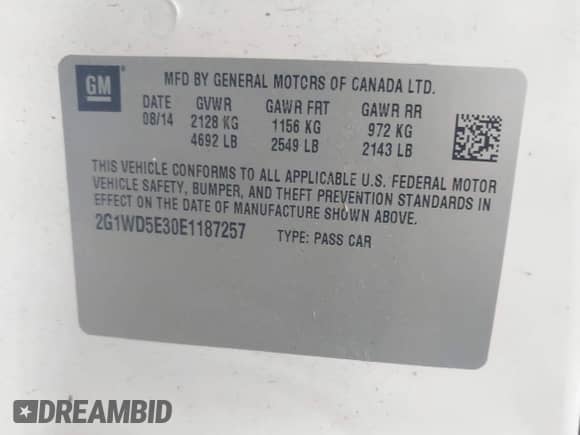 GM ®
MFD BY GENERAL MOTORS OF CANADA LTD.
DATE GVWR GAWR FRT GAWR RR
08/14 2128 KG 1156 KG 972 KG
4692 LB 2549 LB 2143 LB
THIS VEHICLE CONFORMS TO ALL APPLICABLE U.S. FEDERAL MOTOR
VEHICLE SAFETY, BUMPER, AND THEFT PREVENTION STANDARDS IN
EFFECT ON THE DATE OF MANUFACTURE SHOWN ABOVE.
2G1WD5E30E1187257 TYPE: PASS CAR
DREAMBID